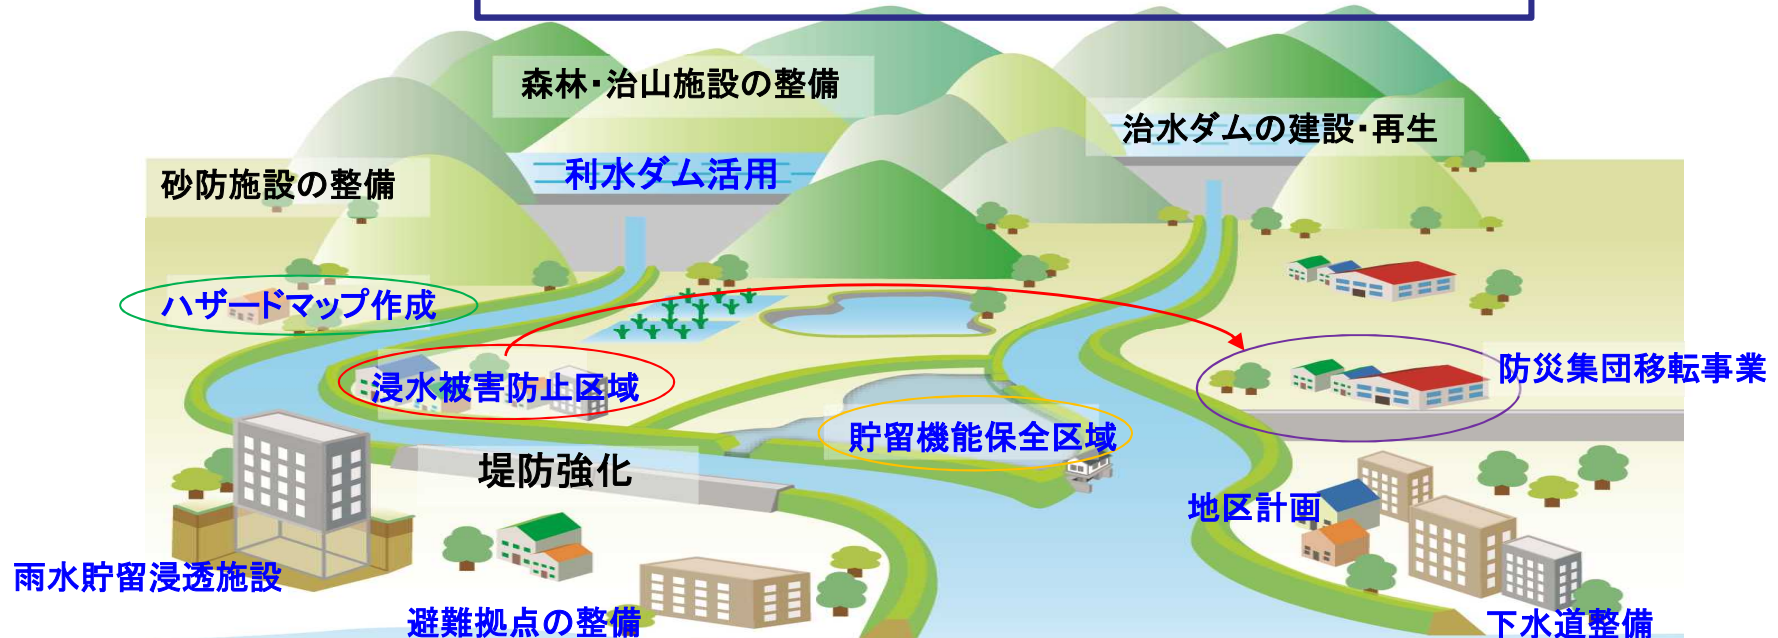 森林・治山施設の整備
治水ダムの建設・再生
砂防施設の整備
利水ダム活用
ハザードマップ作成
浸水被害防止区域
防災集団移転事業
貯留機能保全区域
堤防強化
地区計画
雨水貯留浸透施設
避難拠点の整備
下水道整備